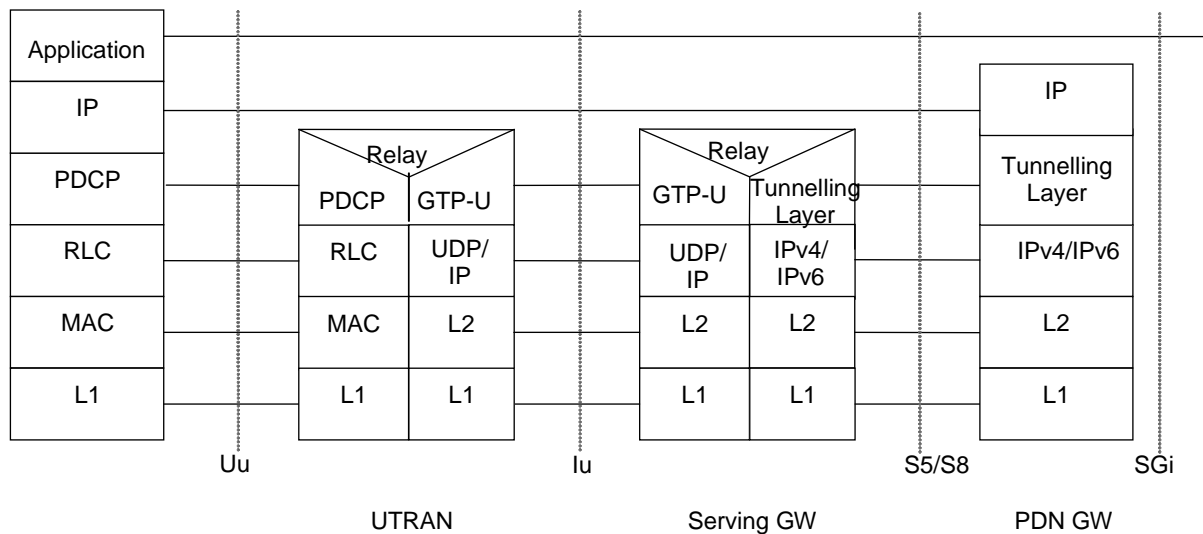 Application
IP
PDCP
RLC
MAC
L1
Relay
PDCP
GTP-U
RLC
UDP/
IP
MAC
L2
L1
L1
Relay
GTP-U
Tunnelling
Layer
UDP/
IP
IPv4/
IPv6
L2
L2
L1
L1
IP
Tunnelling
Layer
IPv4/IPv6
L2
L1
Uu
Iu
S5/S8
SGi
UTRAN
Serving GW
PDN GW